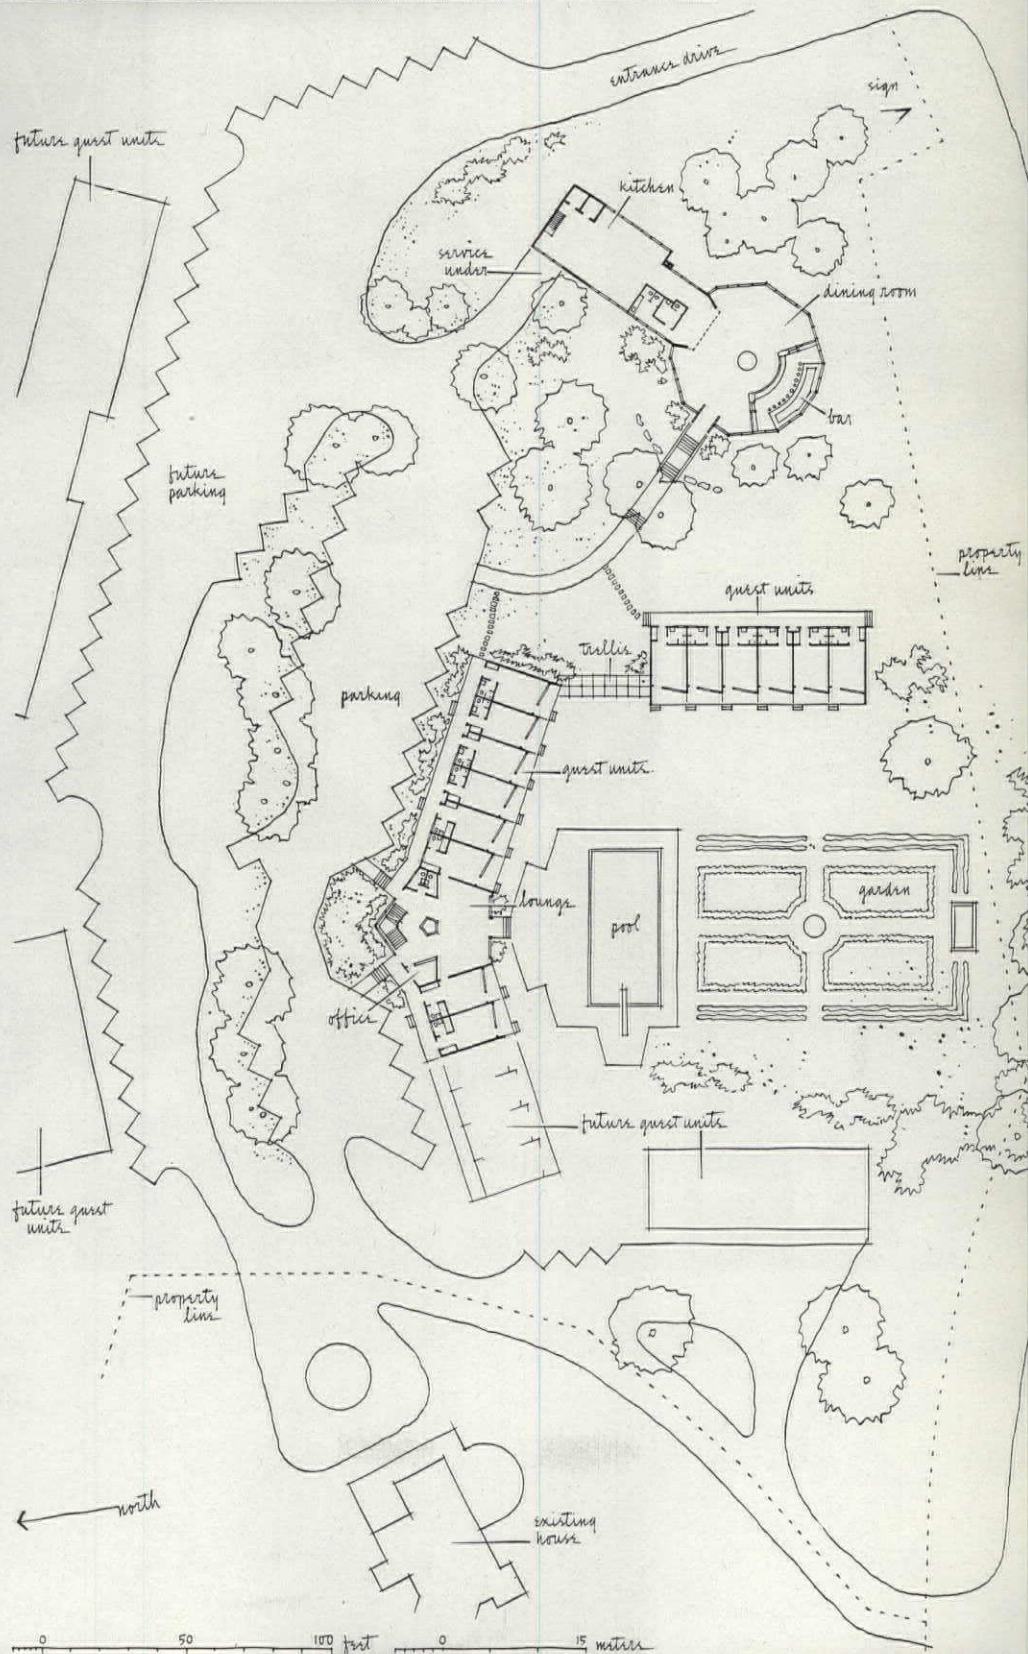 entrance drive
sign
future guest units
kitchen
service
under
dining room
bar
future
parking
property
line
guest units
trellis
parking
guest units
lounge
garden
pool
office
future guest units
future guest
units
property
line
north
existing
house
0 50 100 feet 0 15 meters